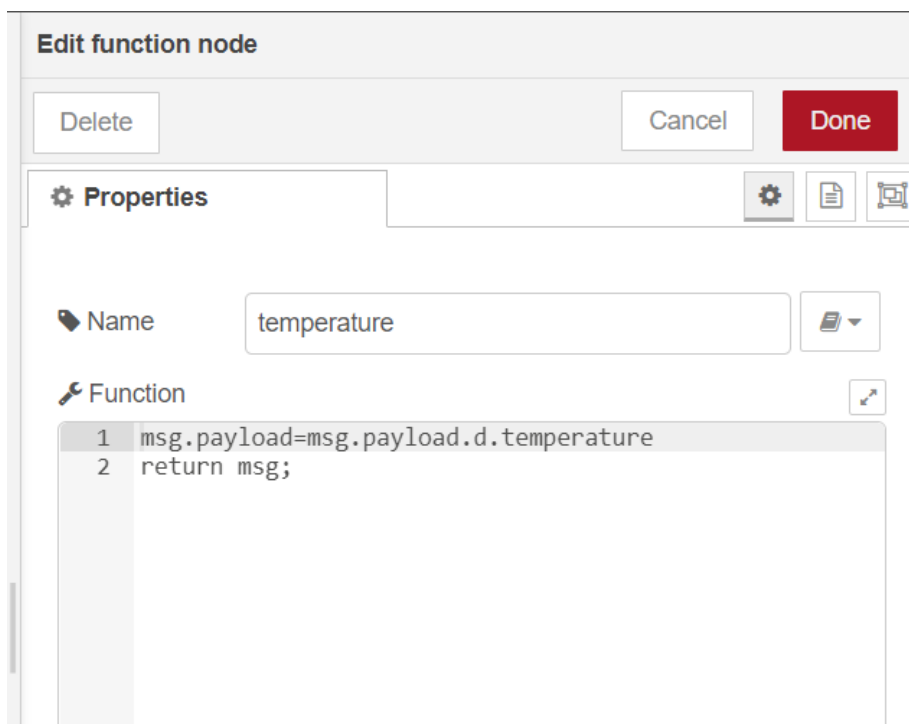 Edit function node
Delete Cancel Done
Properties
Name temperature
Function
1 msg.payload=msg.payload.d.temperature
2 return msg;